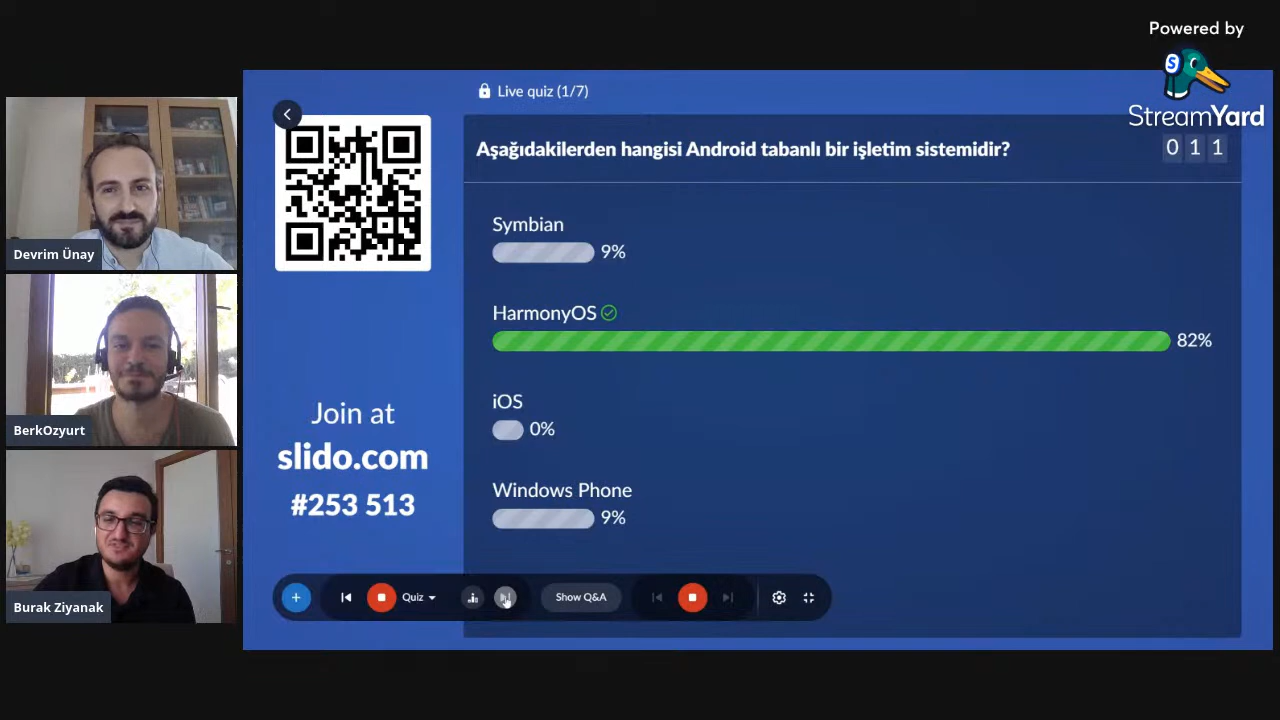 Powered by
StreamYard
Live quiz (1/7)
Aşağıdakilerden hangisi Android tabanlı bir işletim sistemidir?
0 1 1
Symbian
9%
HarmonyOS
82%
iOS
0%
Windows Phone
9%
Join at
slido.com
#253 513
Quiz
Show Q&A
Devrim Ünay
BerkOzyurt
Burak Ziyanak